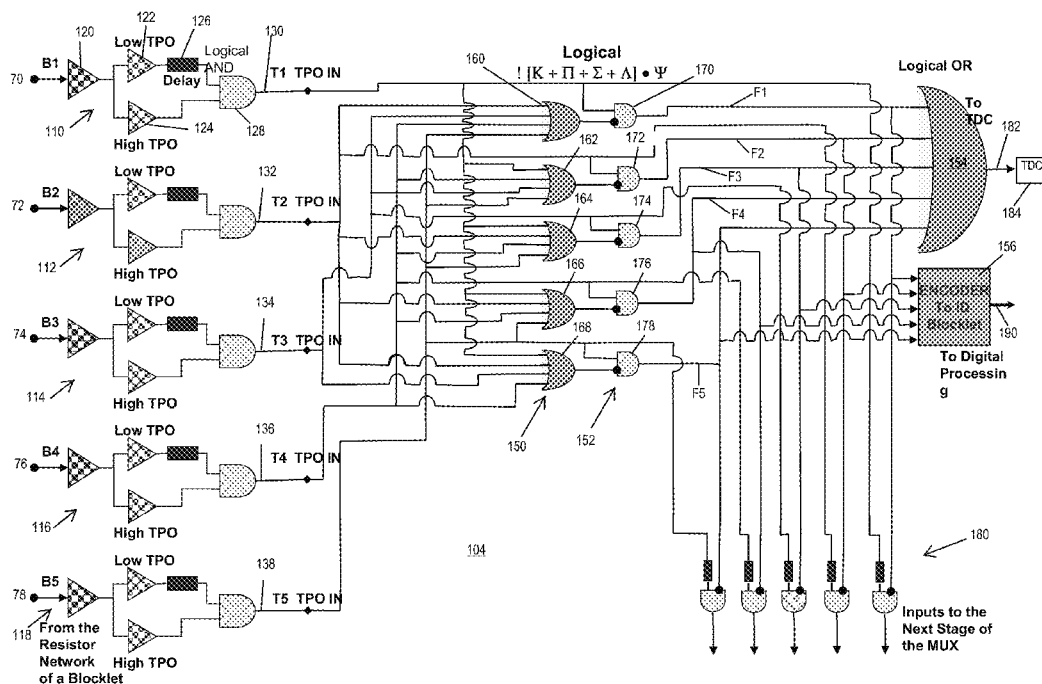 120
122
126
Low TPO
Logical
AND
130
B1
70
Delay
T1 TPO IN
110
124
128
High TPO
Logical
! [K + Π + Σ + Λ] • Ψ
160
170
F1
Logical OR
To
TDC
182
154
TDC
184
Low TPO
132
B2
72
T2 TPO IN
112
High TPO
162
172
F2
F3
164
174
F4
Low TPO
134
B3
74
T3 TPO IN
114
High TPO
166
176
168
178
F5
150
152
156
ENCODER
To ID
Blocklet
190
To Digital
Processin
g
Low TPO
136
B4
76
T4 TPO IN
116
High TPO
104
180
Low TPO
138
B5
78
T5 TPO IN
118
From the
Resistor
Network
of a Blocklet
High TPO
Inputs to the
Next Stage of
the MUX